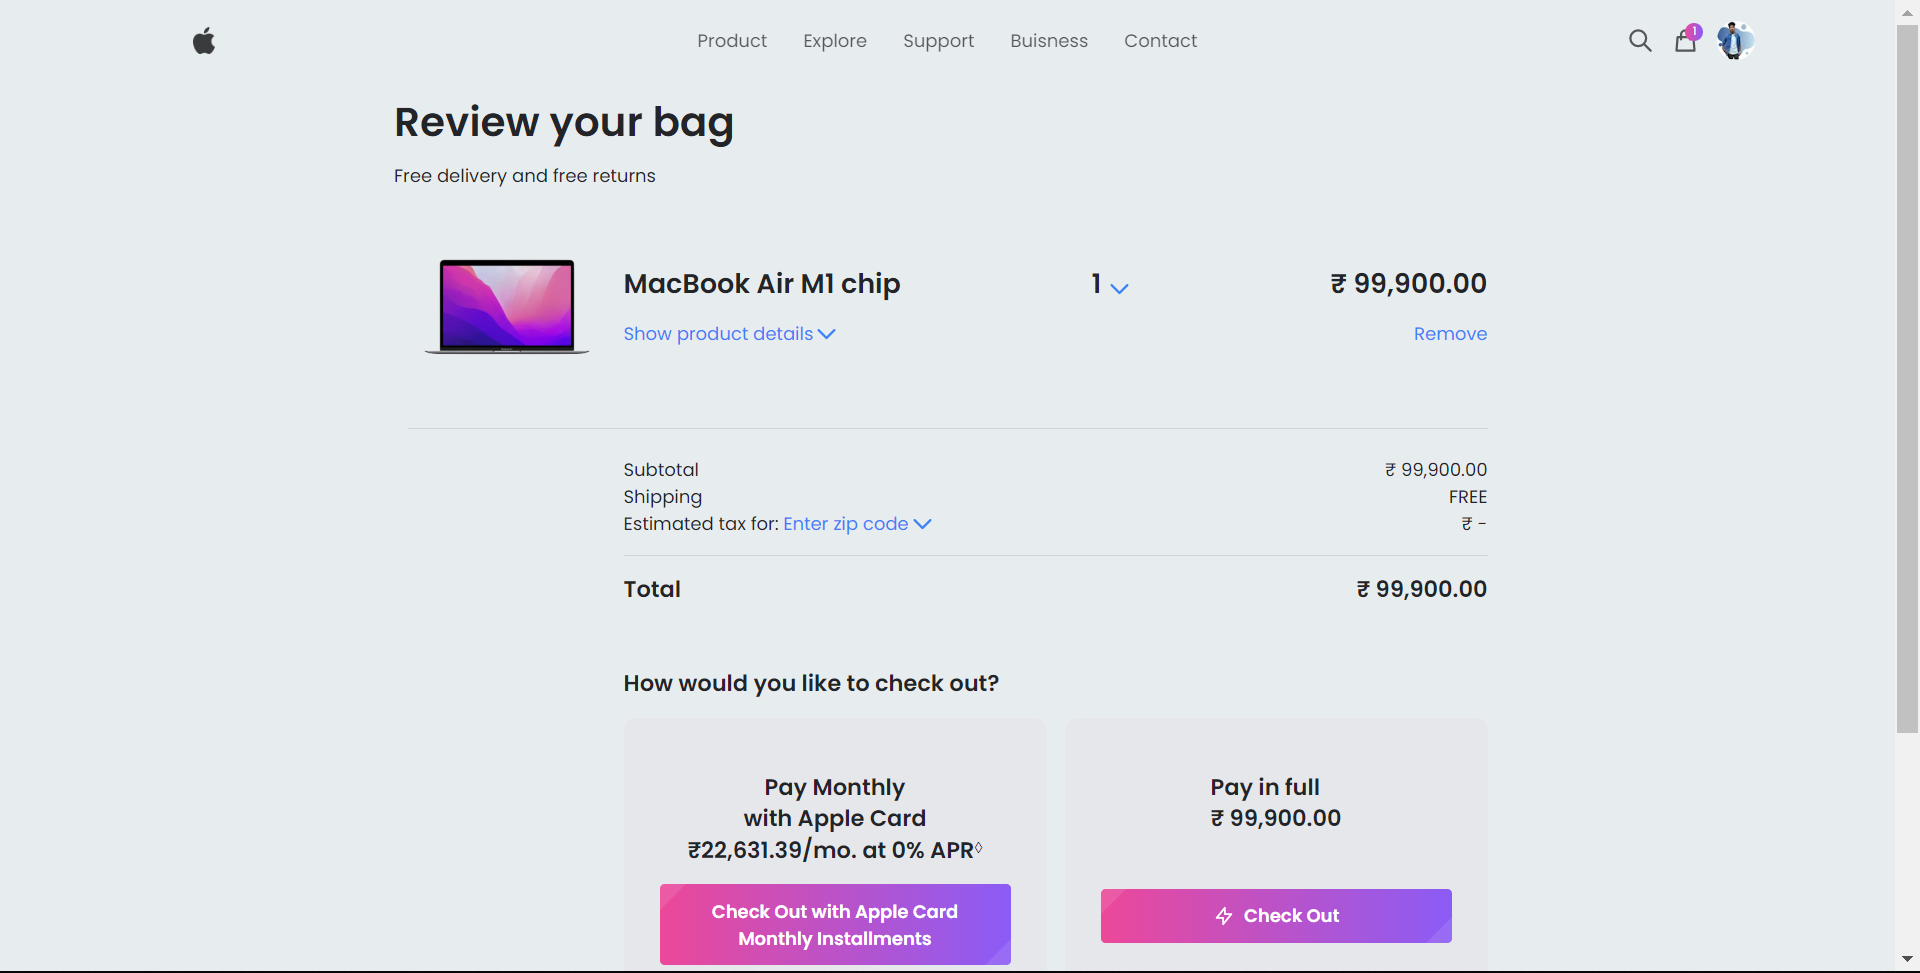 Product Explore Support Buisness Contact
1
Review your bag
Free delivery and free returns
MacBook Air M1 chip 1 ₹ 99,900.00
Show product details Remove
Subtotal ₹ 99,900.00
Shipping FREE
Estimated tax for: Enter zip code ₹ -
Total ₹ 99,900.00
How would you like to check out?
Pay Monthly
with Apple Card
₹22,631.39/mo. at 0% APR◊
Check Out with Apple Card
Monthly Installments
Pay in full
₹ 99,900.00
Check Out